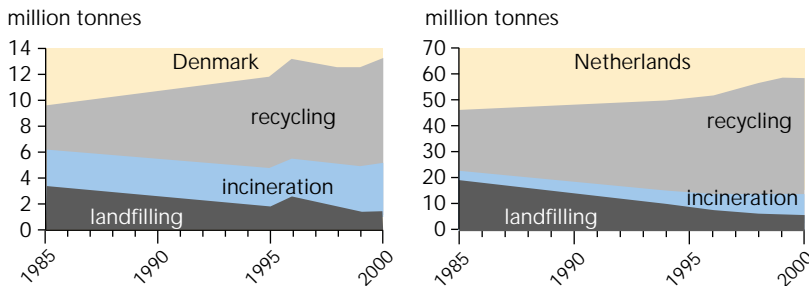 million tonnes
14
12
10
8
6
4
2
0
Denmark
recycling
incineration
landfilling
1985
1990
1995
2000
million tonnes
70
60
50
40
30
20
10
0
Netherlands
recycling
incineration
landfilling
1985
1990
1995
2000